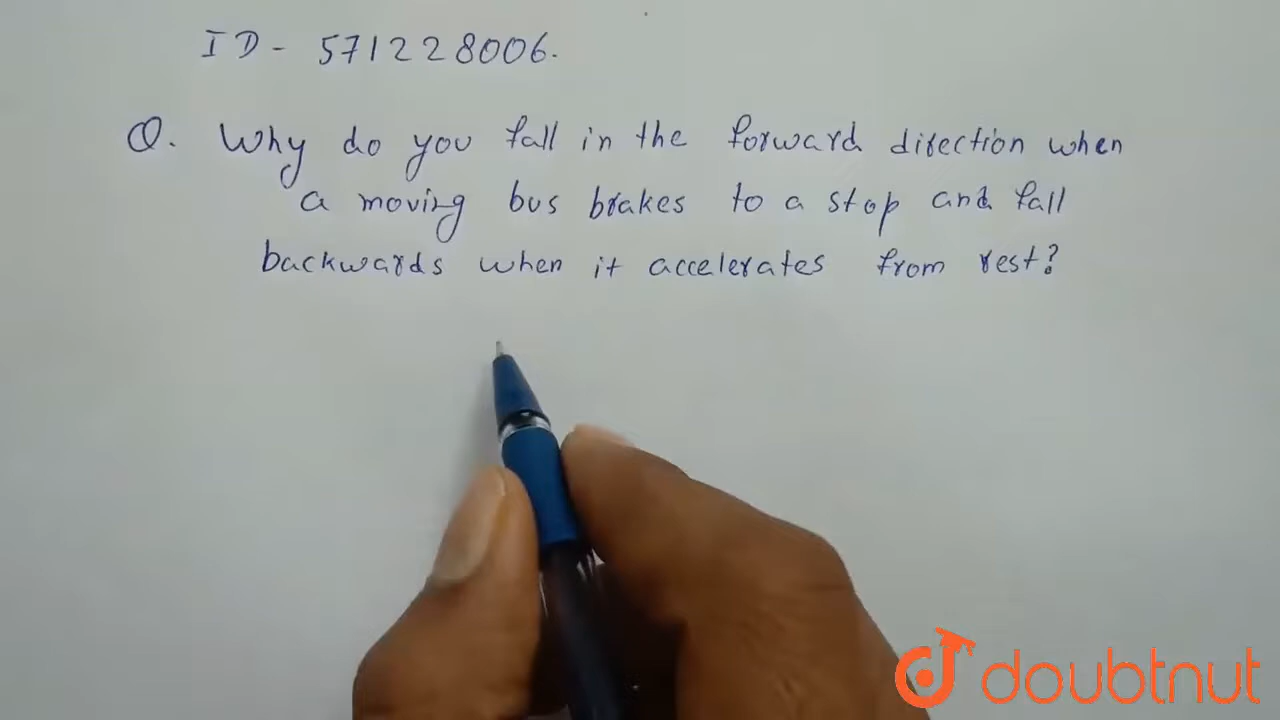 ID - 571228006.
Q. Why do you fall in the forward direction when
a moving bus brakes to a stop and fall
backwards when it accelerates from rest?
doubtnut